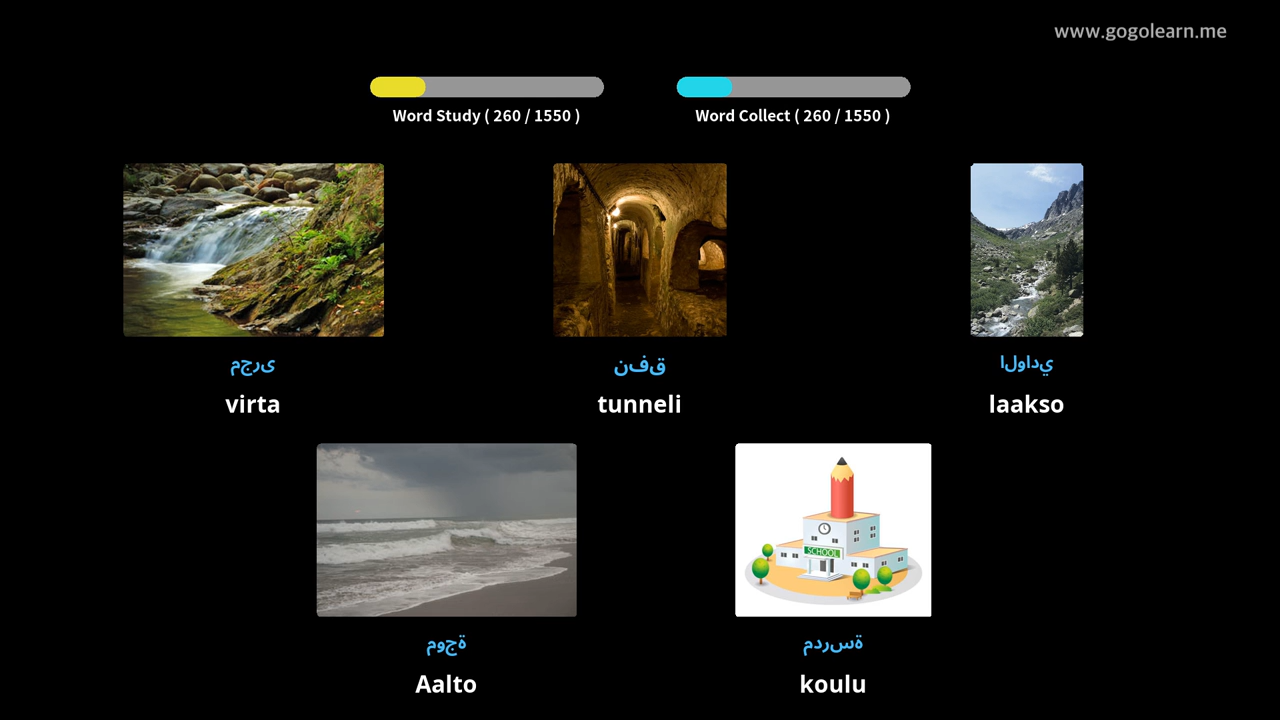 www.gogolearn.me
Word Study ( 260 / 1550 )
Word Collect ( 260 / 1550 )
مجرى
virta
نفق
tunneli
الوادي
laakso
موجة
Aalto
SCHOOL
مدرسة
koulu